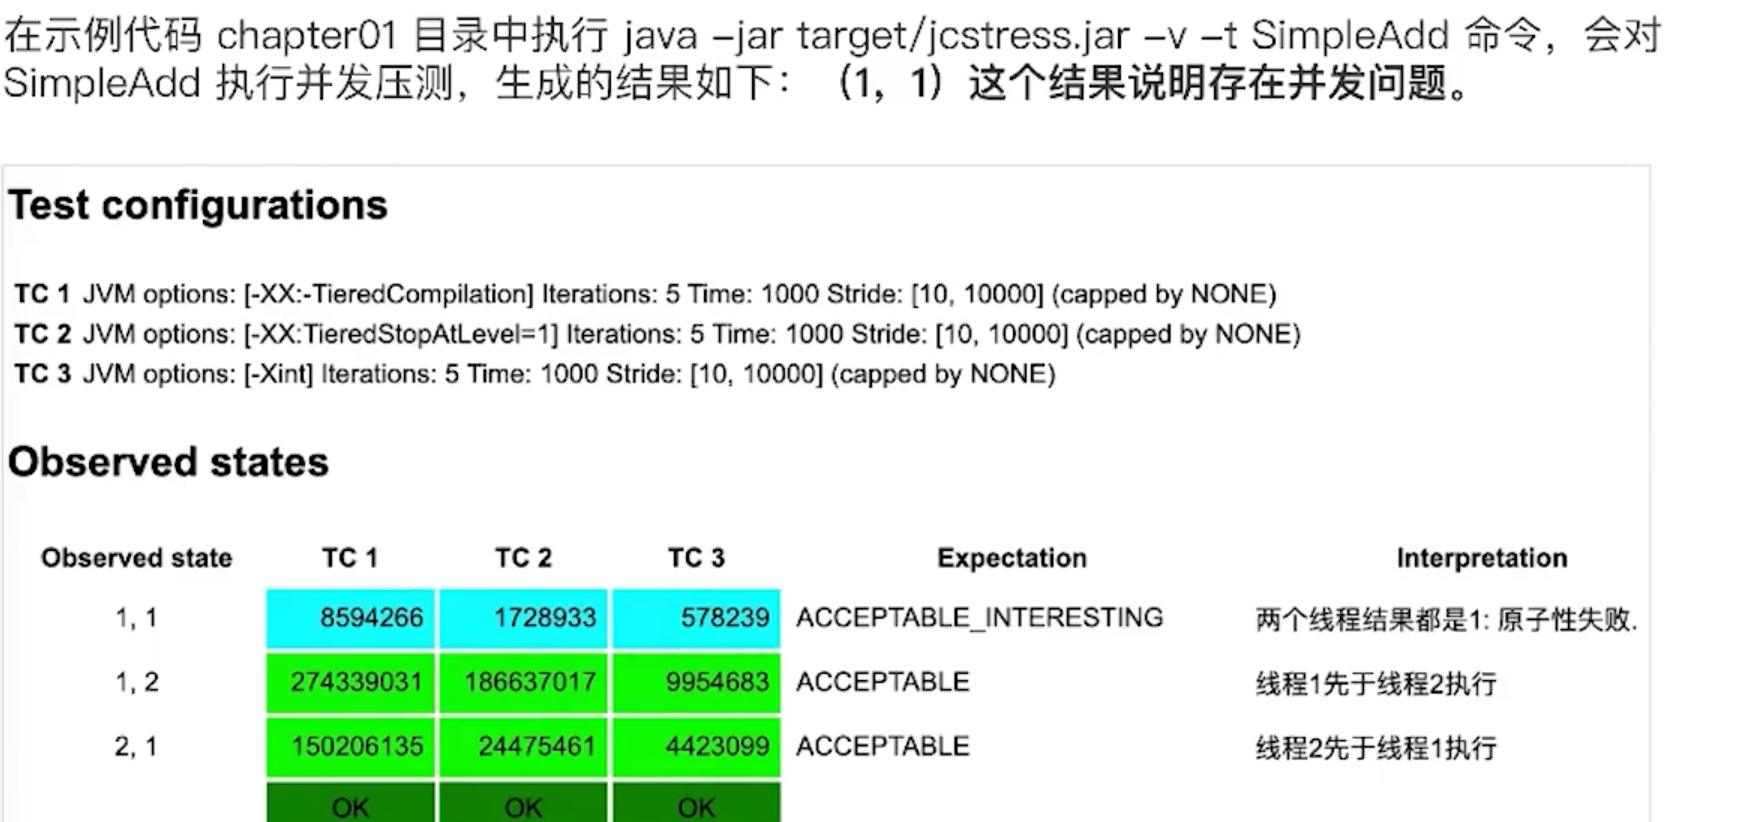 在示例代码 chapter01 目录中执行 java –jar target/jcstress.jar –v –t SimpleAdd 命令，会对
SimpleAdd 执行并发压测，生成的结果如下：（1，1）这个结果说明存在并发问题。
Test configurations
TC 1 JVM options: [-XX:-TieredCompilation] Iterations: 5 Time: 1000 Stride: [10, 10000] (capped by NONE)
TC 2 JVM options: [-XX:TieredStopAtLevel=1] Iterations: 5 Time: 1000 Stride: [10, 10000] (capped by NONE)
TC 3 JVM options: [-Xint] Iterations: 5 Time: 1000 Stride: [10, 10000] (capped by NONE)
Observed states
Observed state TC 1 TC 2 TC 3 Expectation Interpretation
1, 1 8594266 1728933 578239 ACCEPTABLE_INTERESTING 两个线程结果都是1: 原子性失败.
1, 2 274339031 186637017 9954683 ACCEPTABLE 线程1先于线程2执行
2, 1 150206135 24475461 4423099 ACCEPTABLE 线程2先于线程1执行
OK OK OK